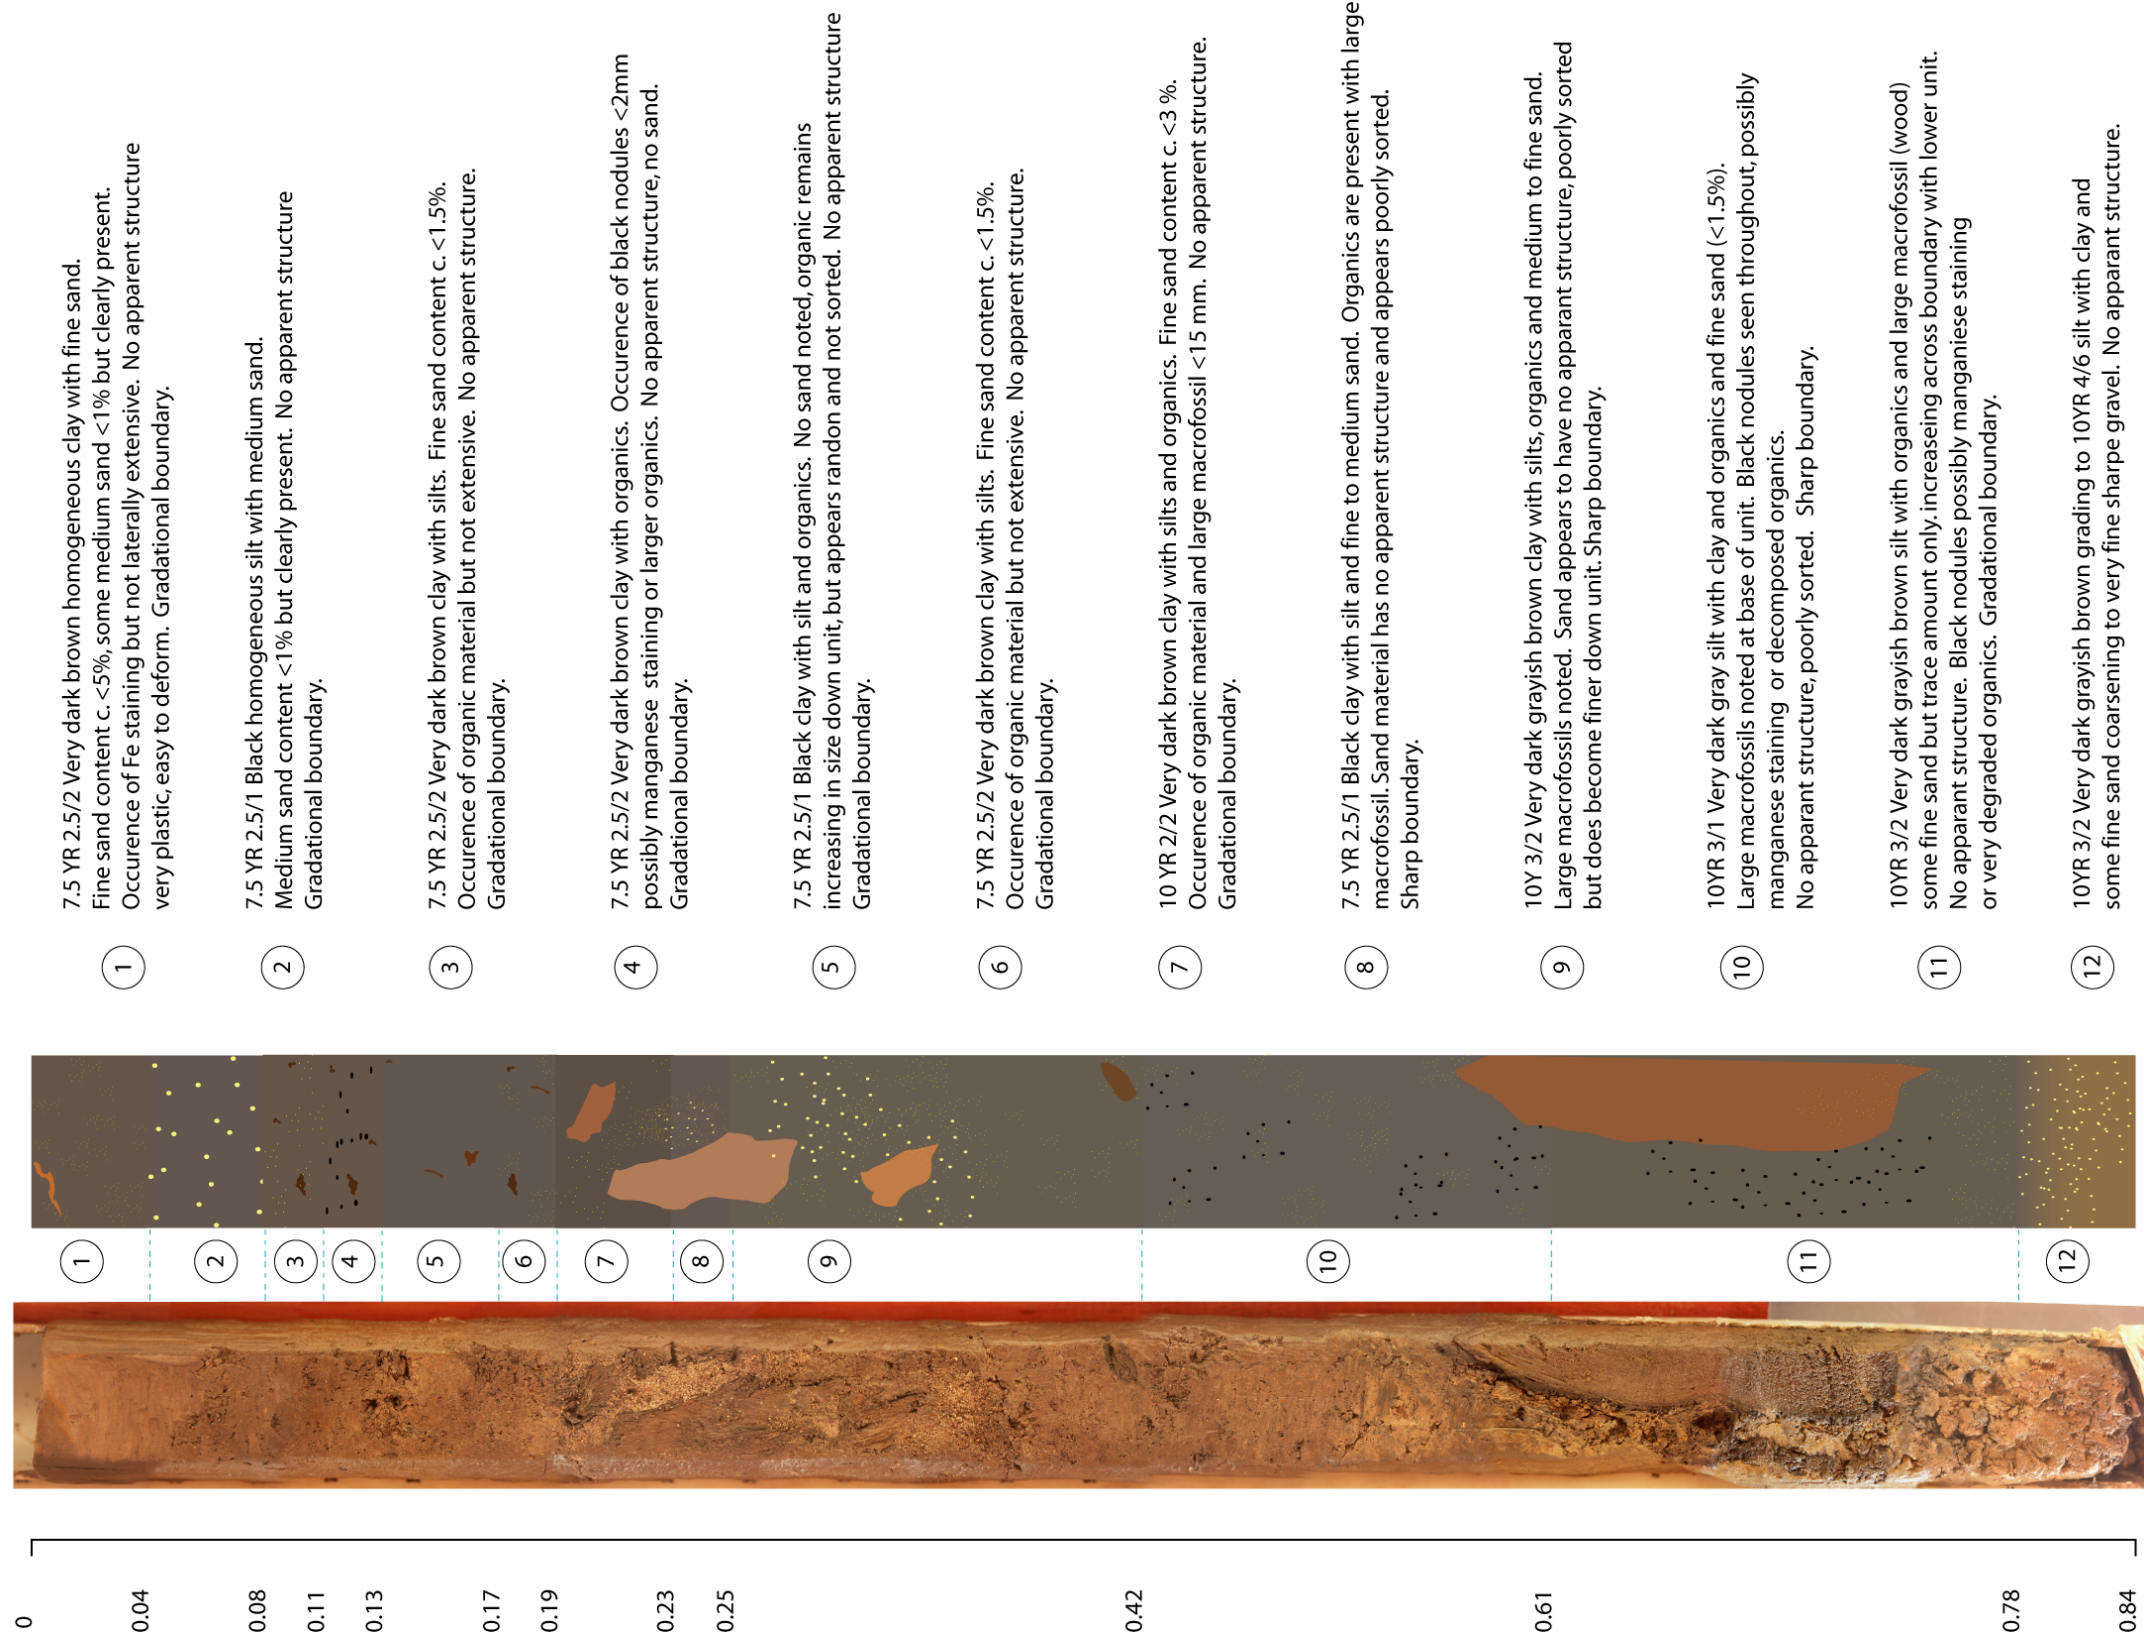 0
0.04
0.08
0.11
0.13
0.17
0.19
0.23
0.25
0.42
0.61
0.78
0.84
1
2
3
4
5
6
7
8
9
10
11
12
1
7.5 YR 2.5/2 Very dark brown homogeneous clay with fine sand.
Fine sand content c. <5%, some medium sand <1% but clearly present.
Occurence of Fe staining but not laterally extensive. No apparent structure
very plastic, easy to deform. Gradational boundary.
2
7.5 YR 2.5/1 Black homogeneous silt with medium sand.
Medium sand content <1% but clearly present. No apparent structure
Gradational boundary.
3
7.5 YR 2.5/2 Very dark brown clay with silts. Fine sand content c. <1.5%.
Occurence of organic material but not extensive. No apparent structure.
Gradational boundary.
4
7.5 YR 2.5/2 Very dark brown clay with organics. Occurence of black nodules <2mm
possibly manganese staining or larger organics. No apparent structure, no sand.
Gradational boundary.
5
7.5 YR 2.5/1 Black clay with silt and organics. No sand noted, organic remains
increasing in size down unit, but appears randon and not sorted. No apparent structure
Gradational boundary.
6
7.5 YR 2.5/2 Very dark brown clay with silts. Fine sand content c. <1.5%.
Occurence of organic material but not extensive. No apparent structure.
Gradational boundary.
7
10 YR 2/2 Very dark brown clay with silts and organics. Fine sand content c. <3 %.
Occurence of organic material and large macrofossil <15 mm. No apparent structure.
Gradational boundary.
8
7.5 YR 2.5/1 Black clay with silt and fine to medium sand. Organics are present with large
macrofossil. Sand material has no apparent structure and appears poorly sorted.
Sharp boundary.
9
10Y 3/2 Very dark grayish brown clay with silts, organics and medium to fine sand.
Large macrofossils noted. Sand appears to have no apparant structure, poorly sorted
but does become finer down unit. Sharp boundary.
10
10YR 3/1 Very dark gray silt with clay and organics and fine sand (<1.5%).
Large macrofossils noted at base of unit. Black nodules seen throughout, possibly
manganese staining or decomposed organics.
No apparant structure, poorly sorted. Sharp boundary.
11
10YR 3/2 Very dark grayish brown silt with organics and large macrofossil (wood)
some fine sand but trace amount only. increaseing across boundary with lower unit.
No apparant structure. Black nodules possibly manganiese staining
or very degraded organics. Gradational boundary.
12
10YR 3/2 Very dark grayish brown grading to 10YR 4/6 silt with clay and
some fine sand coarsening to very fine sharpe gravel. No apparant structure.